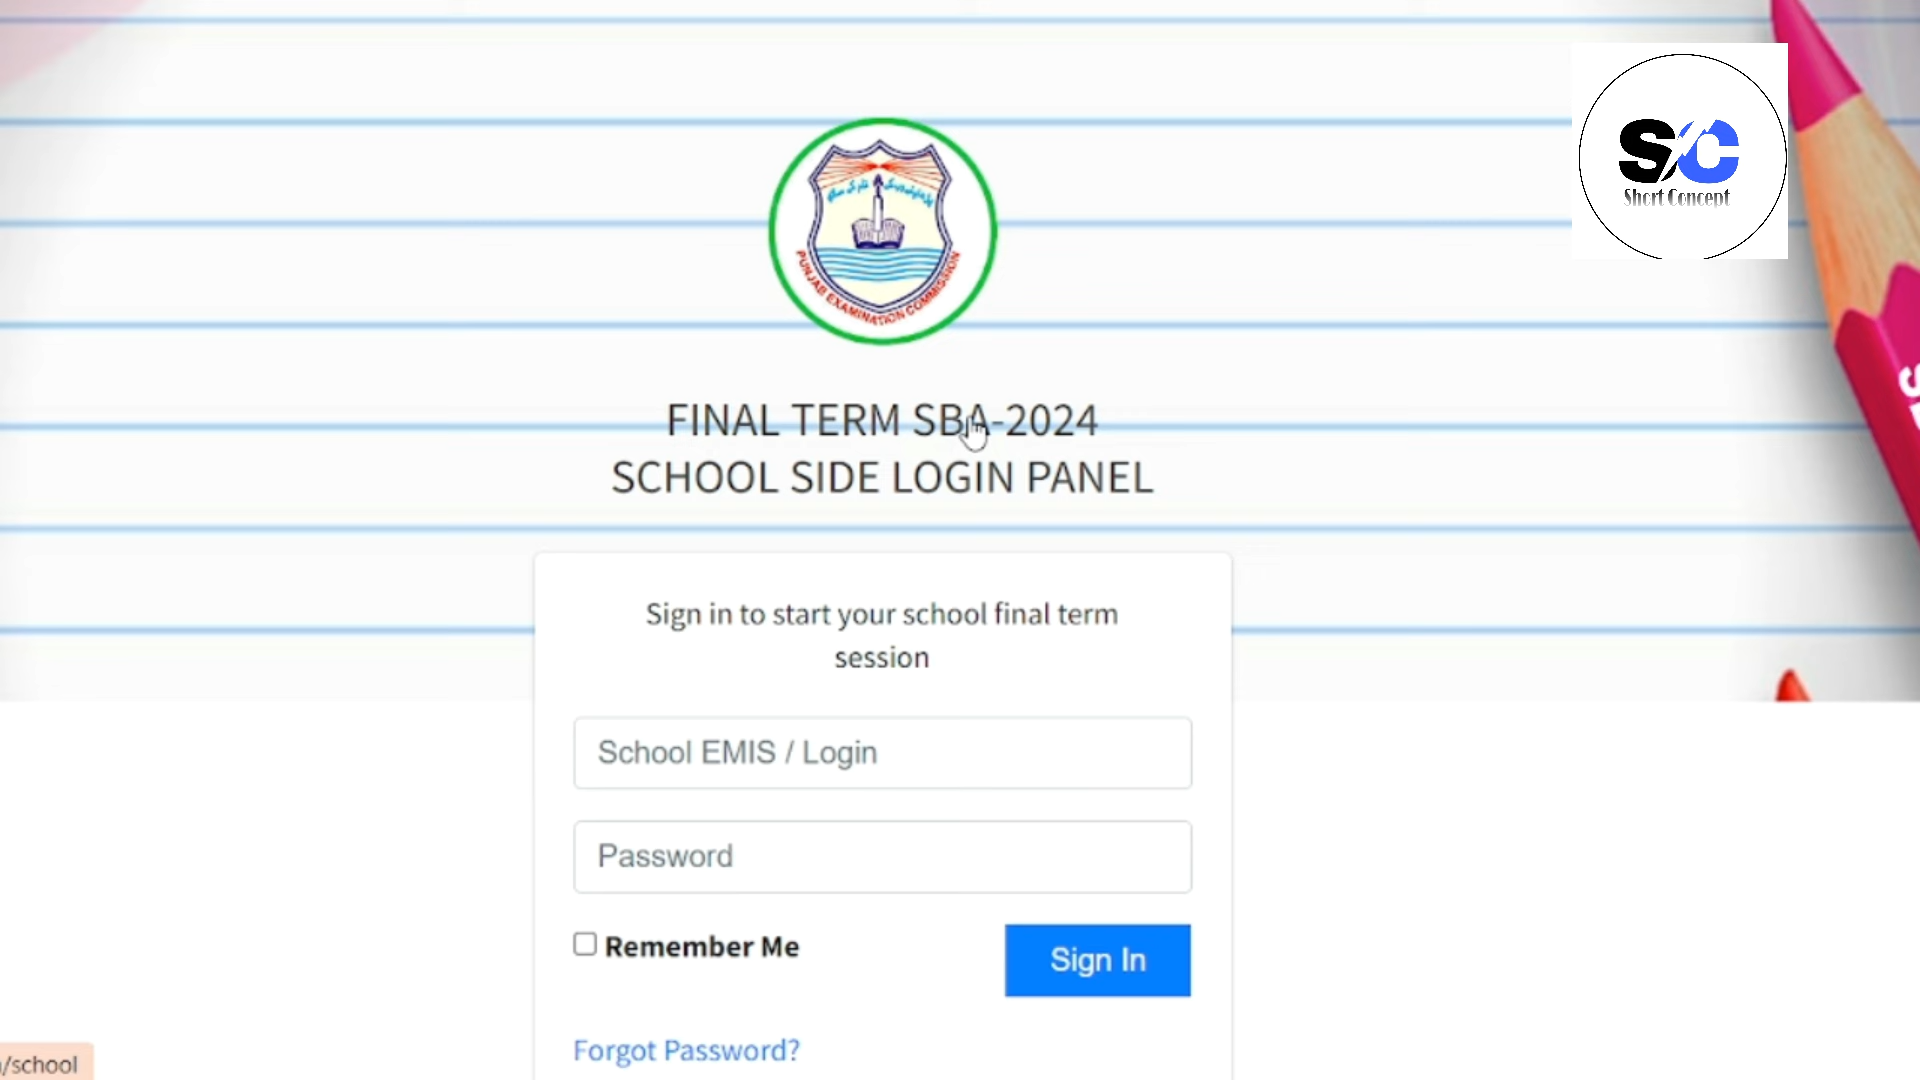 S/C
Short Concept
PUNJAB EXAMINATION COMMISSION
FINAL TERM SBA-2024
SCHOOL SIDE LOGIN PANEL
Sign in to start your school final term
session
School EMIS / Login
Password
Remember Me
Sign In
Forgot Password?
/school